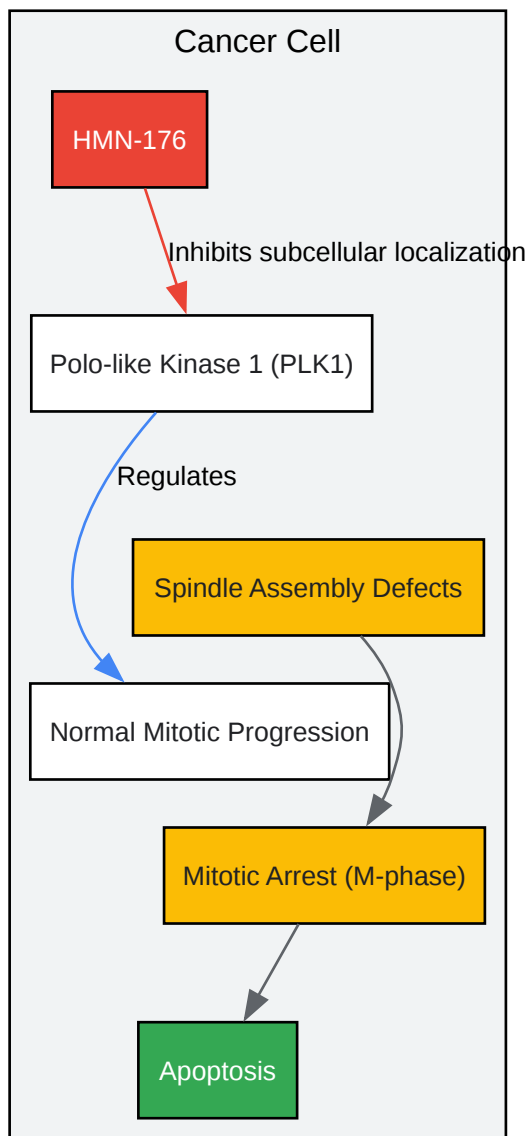 Cancer Cell
HMN-176
Inhibits subcellular localization
Polo-like Kinase 1 (PLK1)
Regulates
Spindle Assembly Defects
Normal Mitotic Progression
Mitotic Arrest (M-phase)
Apoptosis